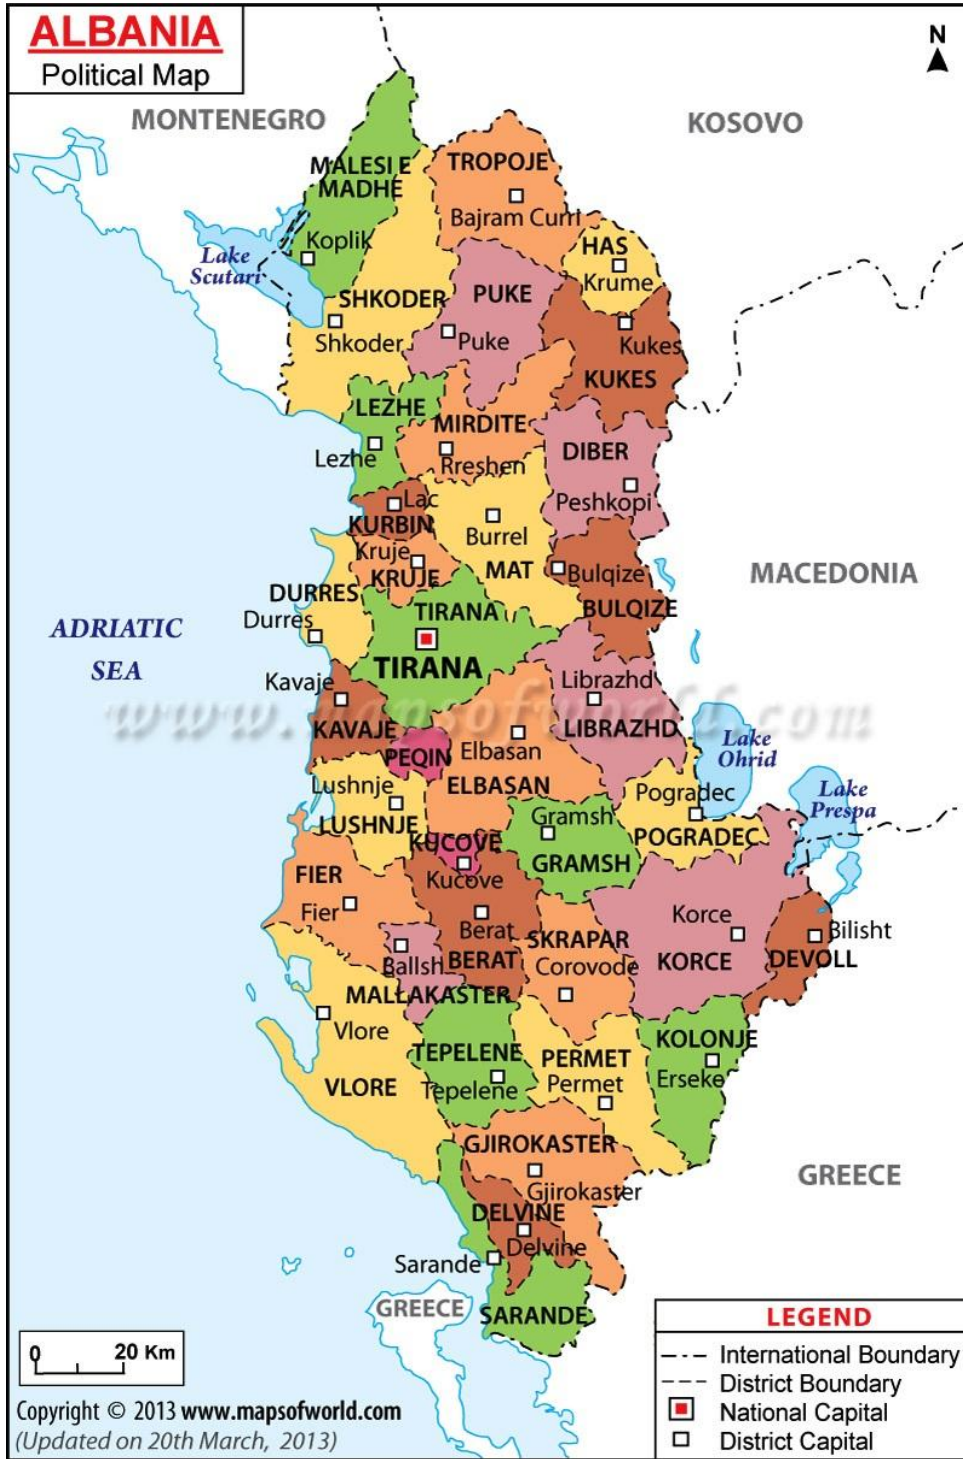 ALBANIA
Political Map
N
MONTENEGRO
KOSOVO
MALESI E
MADHE
TROPOJE
Bajram Curri
Koplik
HAS
Krume
Lake
Scutari
SHKODER
Shkoder
PUKE
Puke
Kukes
KUKES
LEZHE
Lezhe
MIRDITE
Rreshen
DIBER
Peshkopi
Lac
KURBIN
Burrel
MAT
Kruje
KRUJE
Bulqize
BULQIZE
MACEDONIA
DURRES
Durres
TIRANA
TIRANA
ADRIATIC
SEA
Kavaje
KAVAJE
Librazhd
LIBRAZHD
www.mapsofworld.com
PEQIN
Elbasan
ELBASAN
Lake
Ohrid
Lake
Prespa
Lushnje
LUSHNJE
Pogradec
POGRADEC
Gramsh
GRAMSH
KUCOVE
Kucove
FIER
Fier
Berat
BERAT
SKRAPAR
Corovode
Korce
KORCE
Bilisht
DEVOLL
Ballsh
MALLAKASTER
Vlore
VLORE
TEPELENE
Tepelene
PERMET
Permet
KOLONJE
Erseke
GJIROKASTER
Gjirokaster
GREECE
DELVINE
Delvine
Sarande
SARANDE
GREECE
0 20 Km
LEGEND
International Boundary
District Boundary
National Capital
District Capital
Copyright © 2013 www.mapsofworld.com
(Updated on 20th March, 2013)